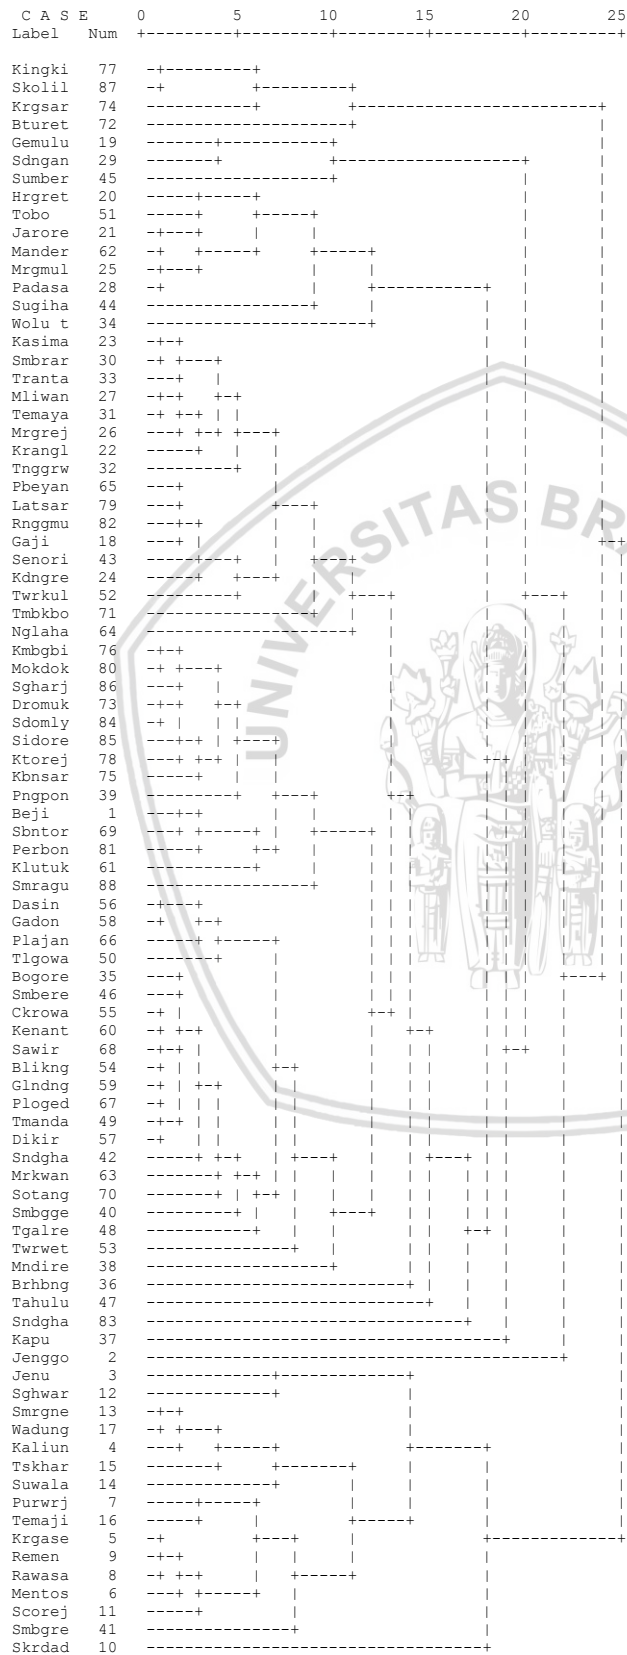 C A S E 0 5 10 15 20 25
Label Num +---------+---------+---------+---------+---------+
Kingki 77
Skolil 87
Krgsar 74
Bturet 72
Gemulu 19
Sdngan 29
Sumber 45
Hrgret 20
Tobo 51
Jarore 21
Mander 62
Mrgmul 25
Padasa 28
Sugiha 44
Wolu t 34
Kasima 23
Smbrar 30
Tranta 33
Mliwan 27
Temaya 31
Mrgrej 26
Krangl 22
Tnggrw 32
Pbeyan 65
Latsar 79
Rnggmu 82
Gaji 18
Senori 43
Kdngre 24
Twrkul 52
Tmbkbo 71
Nglaha 64
Kmbgbi 76
Mokdok 80
Sgharj 86
Dromuk 73
Sdomly 84
Sidore 85
Ktorej 78
Kbnsar 75
Pngpon 39
Beji 1
Sbntor 69
Perbon 81
Klutuk 61
Smragu 88
Dasin 56
Gadon 58
Plajan 66
Tlgowa 50
Bogore 35
Smbere 46
Ckrowa 55
Kenant 60
Sawir 68
Blikng 54
Glndng 59
Ploged 67
Tmanda 49
Dikir 57
Sndgha 42
Mrkwan 63
Sotang 70
Smbgge 40
Tgalre 48
Twrwet 53
Mndire 38
Brhbng 36
Tahulu 47
Sndgha 83
Kapu 37
Jenggo 2
Jenu 3
Sghwar 12
Smrgne 13
Wadung 17
Kaliun 4
Tskhar 15
Suwala 14
Purwrj 7
Temaji 16
Krgase 5
Remen 9
Rawasa 8
Mentos 6
Scorej 11
Smbgre 41
Skrdad 10
UNIVERSITAS BR